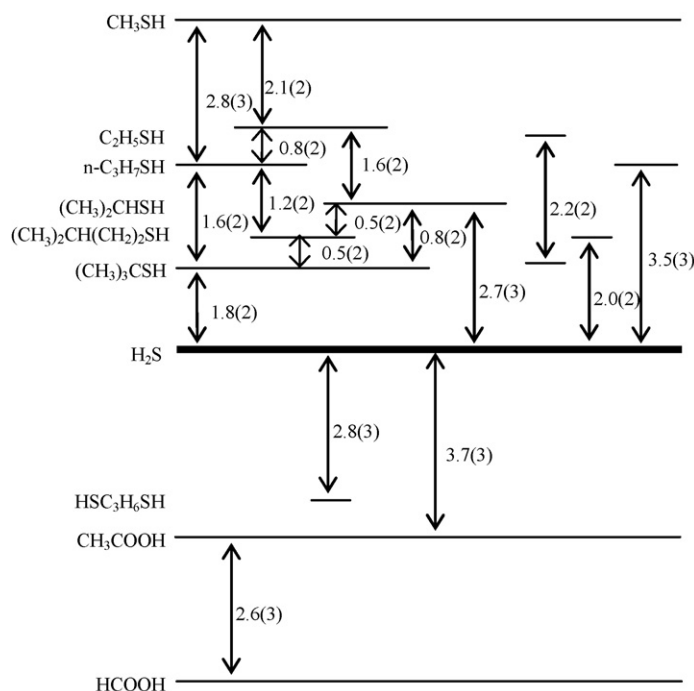 CH₃SH
2.1(2)
2.8(3)
C₂H₅SH
0.8(2)
n-C₃H₇SH
1.6(2)
1.2(2)
2.2(2)
(CH₃)₂CHSH
1.6(2)
0.5(2)
(CH₃)₂CH(CH₂)₂SH
0.8(2)
0.5(2)
3.5(3)
(CH₃)₃CSH
2.7(3)
2.0(2)
1.8(2)
H₂S
2.8(3)
3.7(3)
HSC₃H₆SH
CH₃COOH
2.6(3)
HCOOH